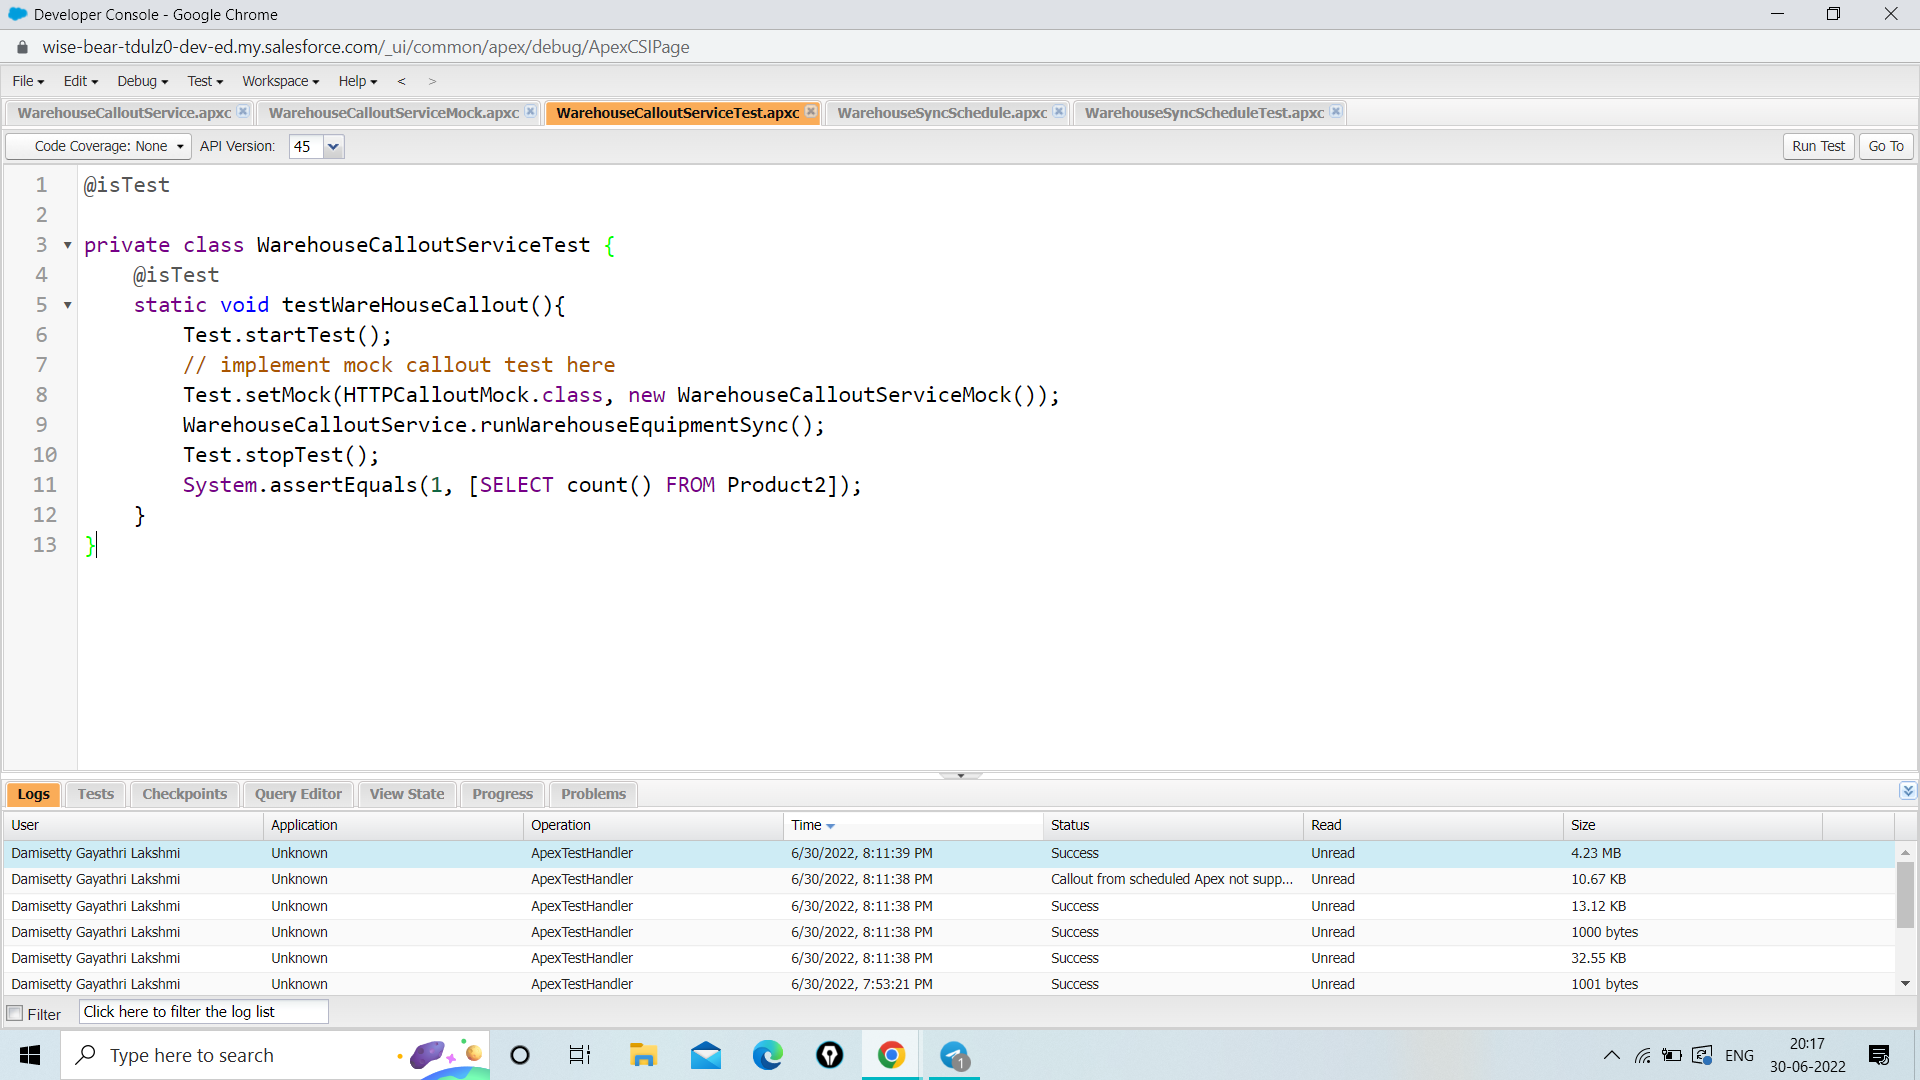 Developer Console - Google Chrome
wise-bear-tdulz0-dev-ed.my.salesforce.com/_ui/common/apex/debug/ApexCSIPage
File Edit Debug Test Workspace Help < >
WarehouseCalloutService.apxc WarehouseCalloutServiceMock.apxc WarehouseCalloutServiceTest.apxc WarehouseSyncSchedule.apxc WarehouseSyncScheduleTest.apxc
Code Coverage: None API Version: 45 Run Test Go To
1 @isTest
2
3 private class WarehouseCalloutServiceTest {
4 @isTest
5 static void testWareHouseCallout(){
6 Test.startTest();
7 // implement mock callout test here
8 Test.setMock(HTTPCalloutMock.class, new WarehouseCalloutServiceMock());
9 WarehouseCalloutService.runWarehouseEquipmentSync();
10 Test.stopTest();
11 System.assertEquals(1, [SELECT count() FROM Product2]);
12 }
13 }
Logs Tests Checkpoints Query Editor View State Progress Problems
User Application Operation Time Status Read Size
Damisetty Gayathri Lakshmi Unknown ApexTestHandler 6/30/2022, 8:11:39 PM Success Unread 4.23 MB
Damisetty Gayathri Lakshmi Unknown ApexTestHandler 6/30/2022, 8:11:38 PM Callout from scheduled Apex not supp... Unread 10.67 KB
Damisetty Gayathri Lakshmi Unknown ApexTestHandler 6/30/2022, 8:11:38 PM Success Unread 13.12 KB
Damisetty Gayathri Lakshmi Unknown ApexTestHandler 6/30/2022, 8:11:38 PM Success Unread 1000 bytes
Damisetty Gayathri Lakshmi Unknown ApexTestHandler 6/30/2022, 8:11:38 PM Success Unread 32.55 KB
Damisetty Gayathri Lakshmi Unknown ApexTestHandler 6/30/2022, 7:53:21 PM Success Unread 1001 bytes
Filter Click here to filter the log list
Type here to search 1 ENG 20:17
30-06-2022